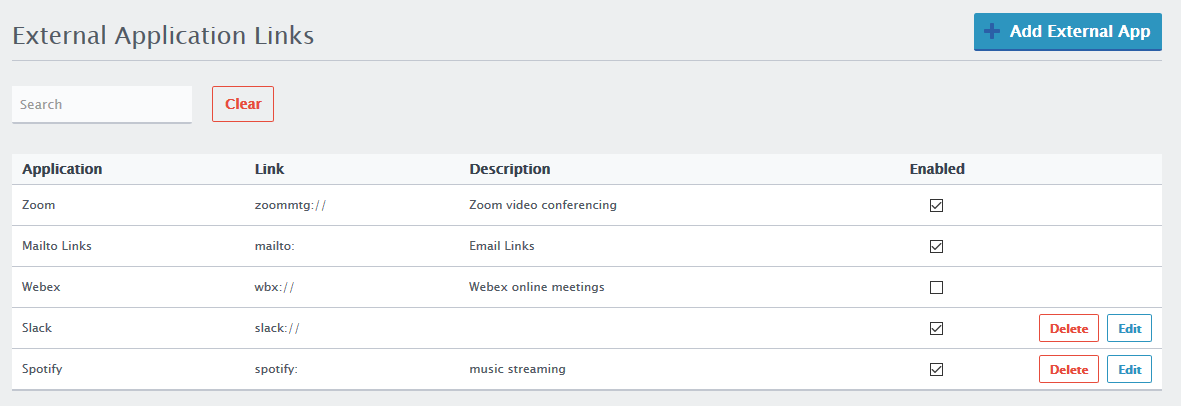 External Application Links
Add External App
Search
Clear
Application Link Description Enabled
Zoom zoommtg:// Zoom video conferencing
Mailto Links mailto: Email Links
Webex wbx:// Webex online meetings
Slack slack:// Delete Edit
Spotify spotify: music streaming Delete Edit